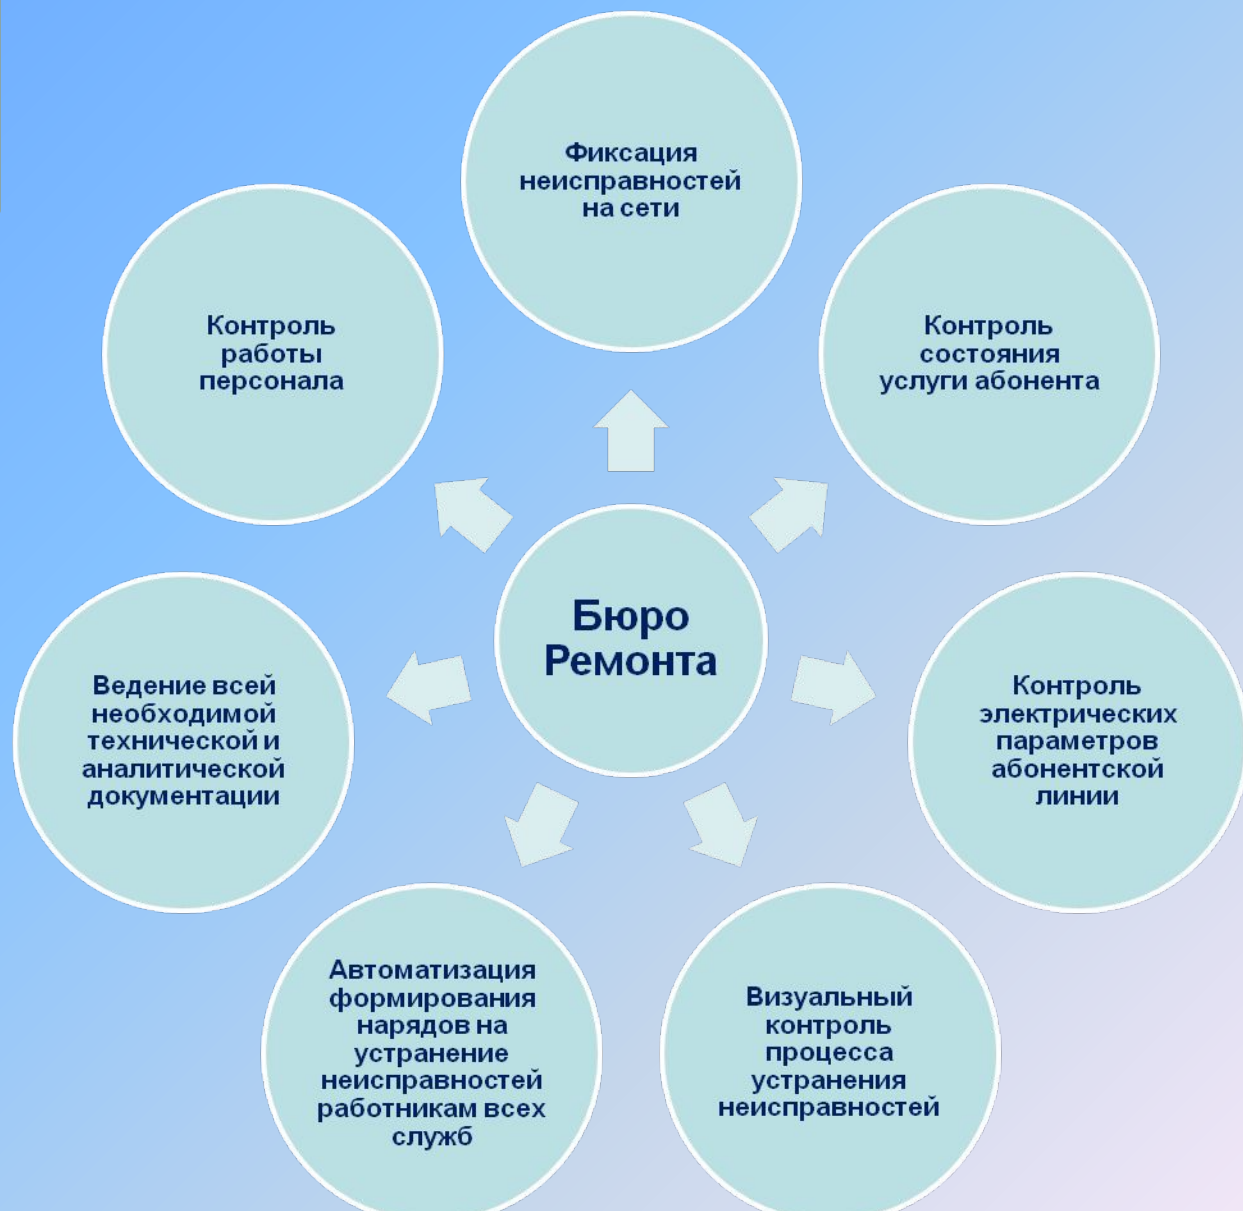 Фиксация
неисправностей
на сети
Контроль
работы
персонала
Контроль
состояния
услуги абонента
Бюро
Ремонта
Ведение всей
необходимой
технической и
аналитической
документации
Контроль
электрических
параметров
абонентской
линии
Автоматизация
формирования
нарядов на
устранение
неисправностей
работникам всех
служб
Визуальный
контроль
процесса
устранения
неисправностей